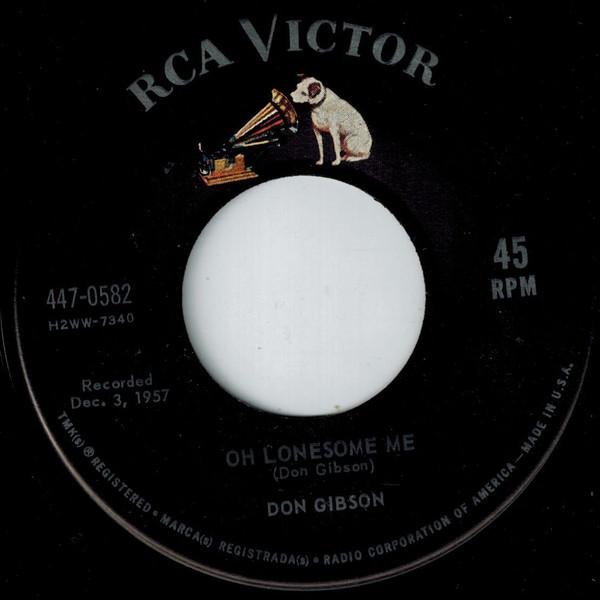 RCA VICTOR
45
RPM
447-0582
H2WW-7340
Recorded
Dec. 3, 1957
OH LONESOME ME
(Don Gibson)
DON GIBSON
TMK(s) ® REGISTERED • MARCA(s) REGISTRADA(s) • RADIO CORPORATION OF AMERICA—MADE IN U.S.A.